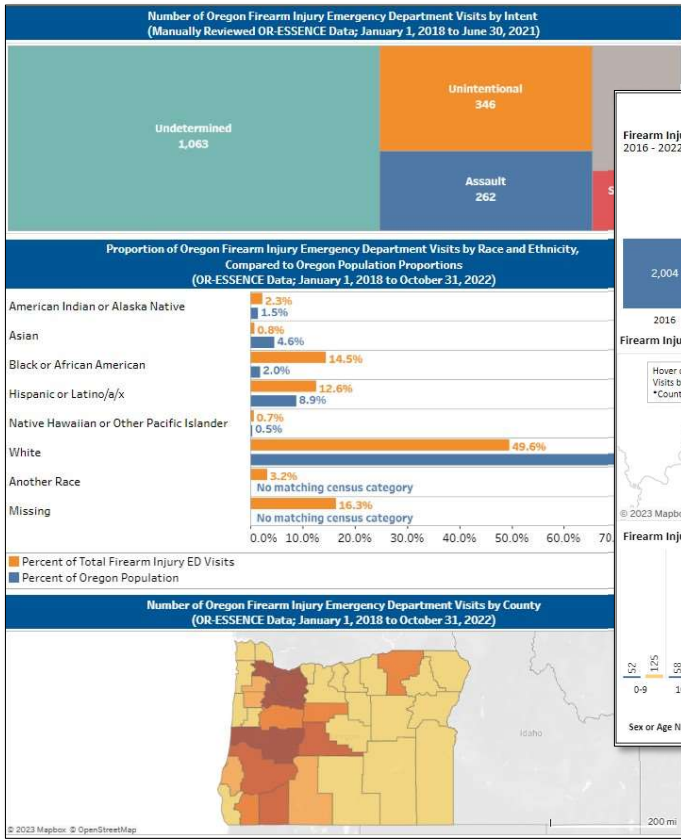 Number of Oregon Firearm Injury Emergency Department Visits by Intent
(Manually Reviewed OR-ESSENCE Data; January 1, 2018 to June 30, 2021)
Undetermined
1,063
Unintentional
346
Assault
262
S
Proportion of Oregon Firearm Injury Emergency Department Visits by Race and Ethnicity,
Compared to Oregon Population Proportions
(OR-ESSENCE Data; January 1, 2018 to October 31, 2022)
American Indian or Alaska Native
2.3%
1.5%
Asian
0.8%
4.6%
Black or African American
14.5%
2.0%
Hispanic or Latino/a/x
12.6%
8.9%
Native Hawaiian or Other Pacific Islander
0.7%
0.5%
White
49.6%
Another Race
3.2%
No matching census category
Missing
16.3%
No matching census category
0.0% 10.0% 20.0% 30.0% 40.0% 50.0% 60.0% 70.
Percent of Total Firearm Injury ED Visits
Percent of Oregon Population
Number of Oregon Firearm Injury Emergency Department Visits by County
(OR-ESSENCE Data; January 1, 2018 to October 31, 2022)
Idaho
200 mi
© 2023 Mapbox © OpenStreetMap
Firearm Inju
2016 - 2022
2,004
2016
Firearm Inju
Hover o
Visits b
*Count
© 2023 Mapbo
Firearm Inju
52
125
58
0-9
1
Sex or Age N